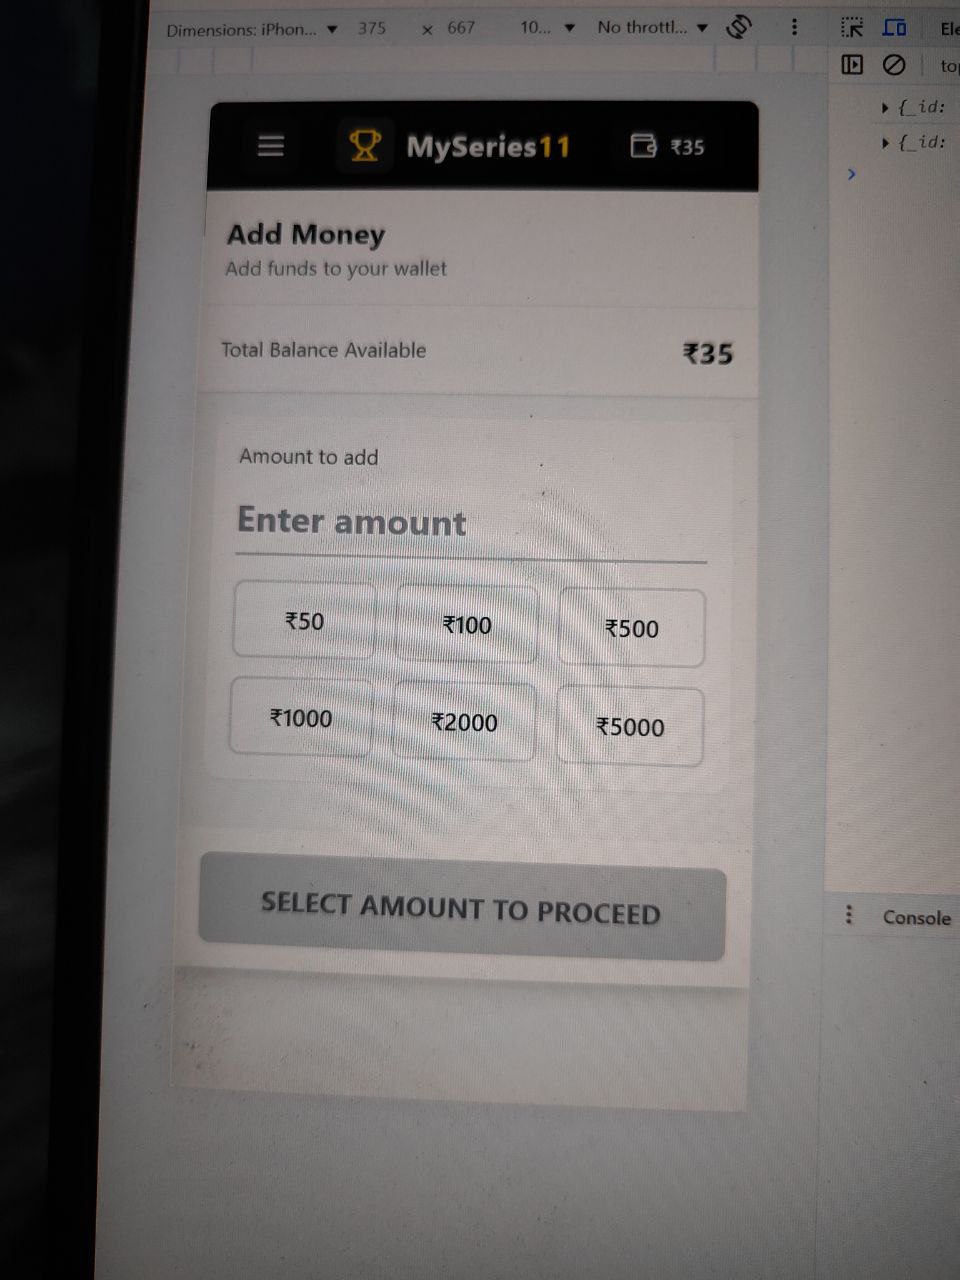 Dimensions: iPhon... 375 × 667 10... No throttl...
Ele
top
{_id:
{_id:
MySeries11 ₹35
Add Money
Add funds to your wallet
Total Balance Available ₹35
Amount to add
Enter amount
₹50 ₹100 ₹500
₹1000 ₹2000 ₹5000
SELECT AMOUNT TO PROCEED
Console